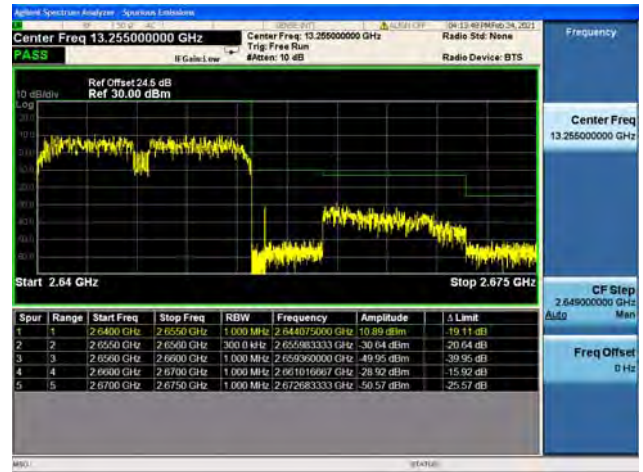 Agilent Spectrum Analyzer - Spurious Emissions
RF 50 Ω AC SENSE:INT ALIGN OFF 04:13:48 PM Feb 24, 2021
Center Freq 13.255000000 GHz
Center Freq: 13.255000000 GHz
Radio Std: None
Trig: Free Run
PASS
IFGain:Low
#Atten: 10 dB
Radio Device: BTS
Ref Offset 24.5 dB
10 dB/div Ref 30.00 dBm
Log
Start 2.64 GHz
Stop 2.675 GHz
Spur Range Start Freq Stop Freq RBW Frequency Amplitude Δ Limit
1 1 2.6400 GHz 2.6550 GHz 1.000 MHz 2.644075000 GHz 10.89 dBm -19.11 dB
2 2 2.6550 GHz 2.6560 GHz 300.0 kHz 2.655983333 GHz -30.64 dBm 20.64 dB
3 3 2.6560 GHz 2.6600 GHz 1.000 MHz 2.659360000 GHz -49.95 dBm -39.95 dB
4 4 2.6600 GHz 2.6700 GHz 1.000 MHz 2.661016667 GHz -28.92 dBm -15.92 dB
5 5 2.6700 GHz 2.6750 GHz 1.000 MHz 2.672683333 GHz -50.57 dBm -25.57 dB
Frequency
Center Freq
13.255000000 GHz
CF Step
2.649000000 GHz
Auto Man
Freq Offset
0 Hz
MSG
STATUS